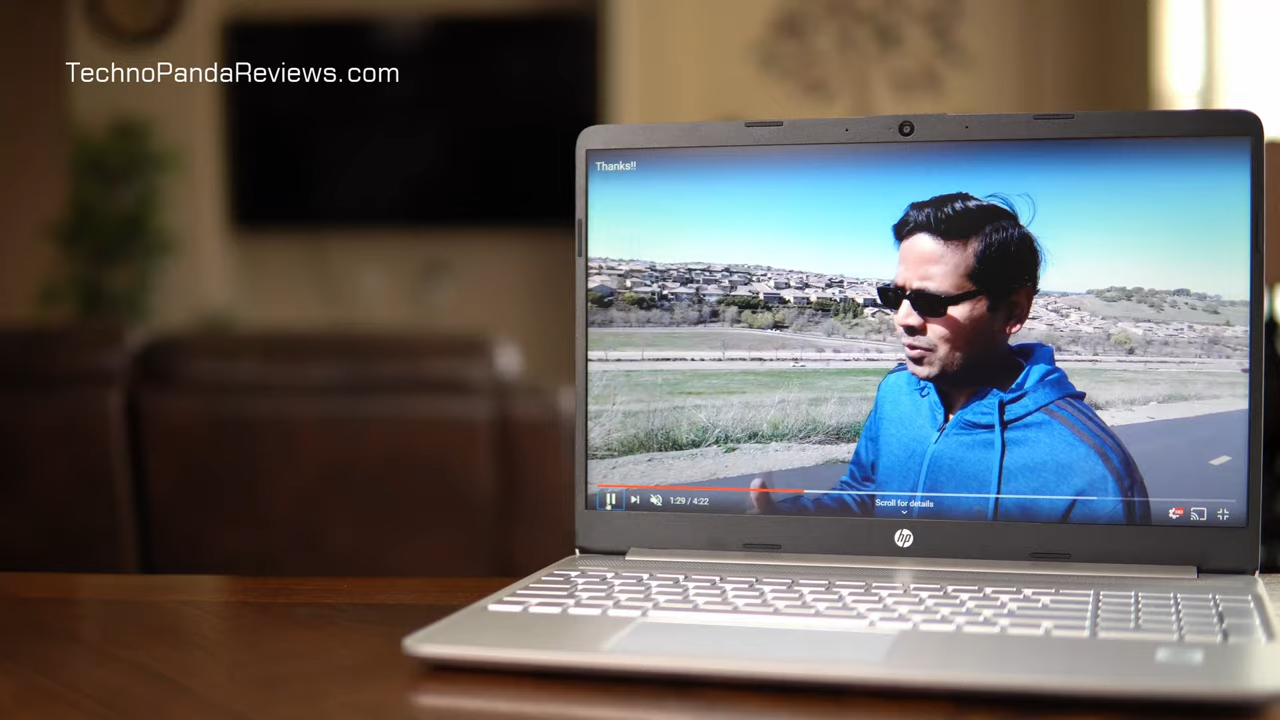 TechnoPandaReviews.com
Thanks!!
1:29 / 4:22
Scroll for details
hp